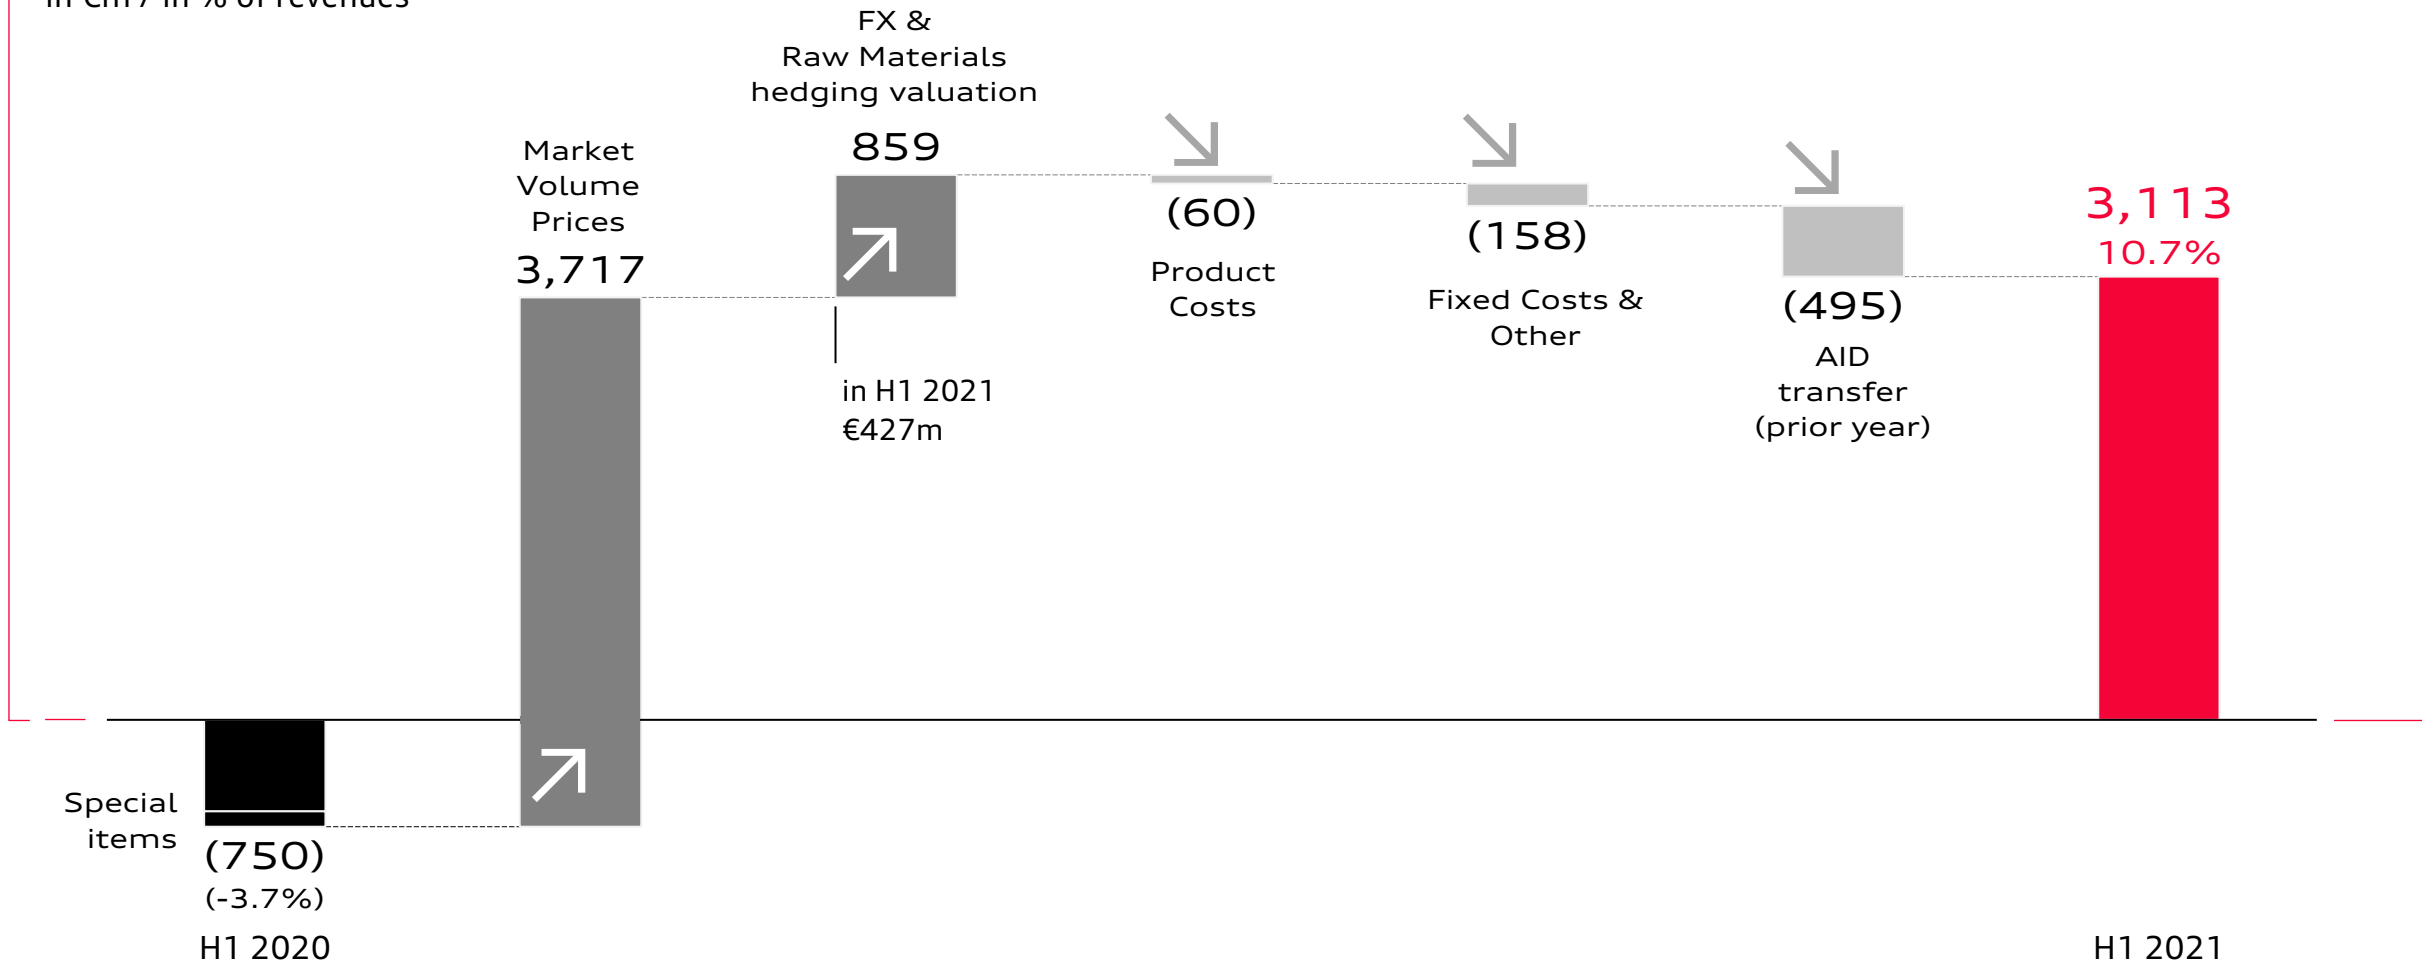 FX &
Raw Materials
hedging valuation
859
Market
Volume
Prices
3,717
in H1 2021
€427m
(60)
Product
Costs
(158)
Fixed Costs &
Other
(495)
AID
transfer
(prior year)
3,113
10.7%
Special
items
(750)
(-3.7%)
H1 2020
H1 2021